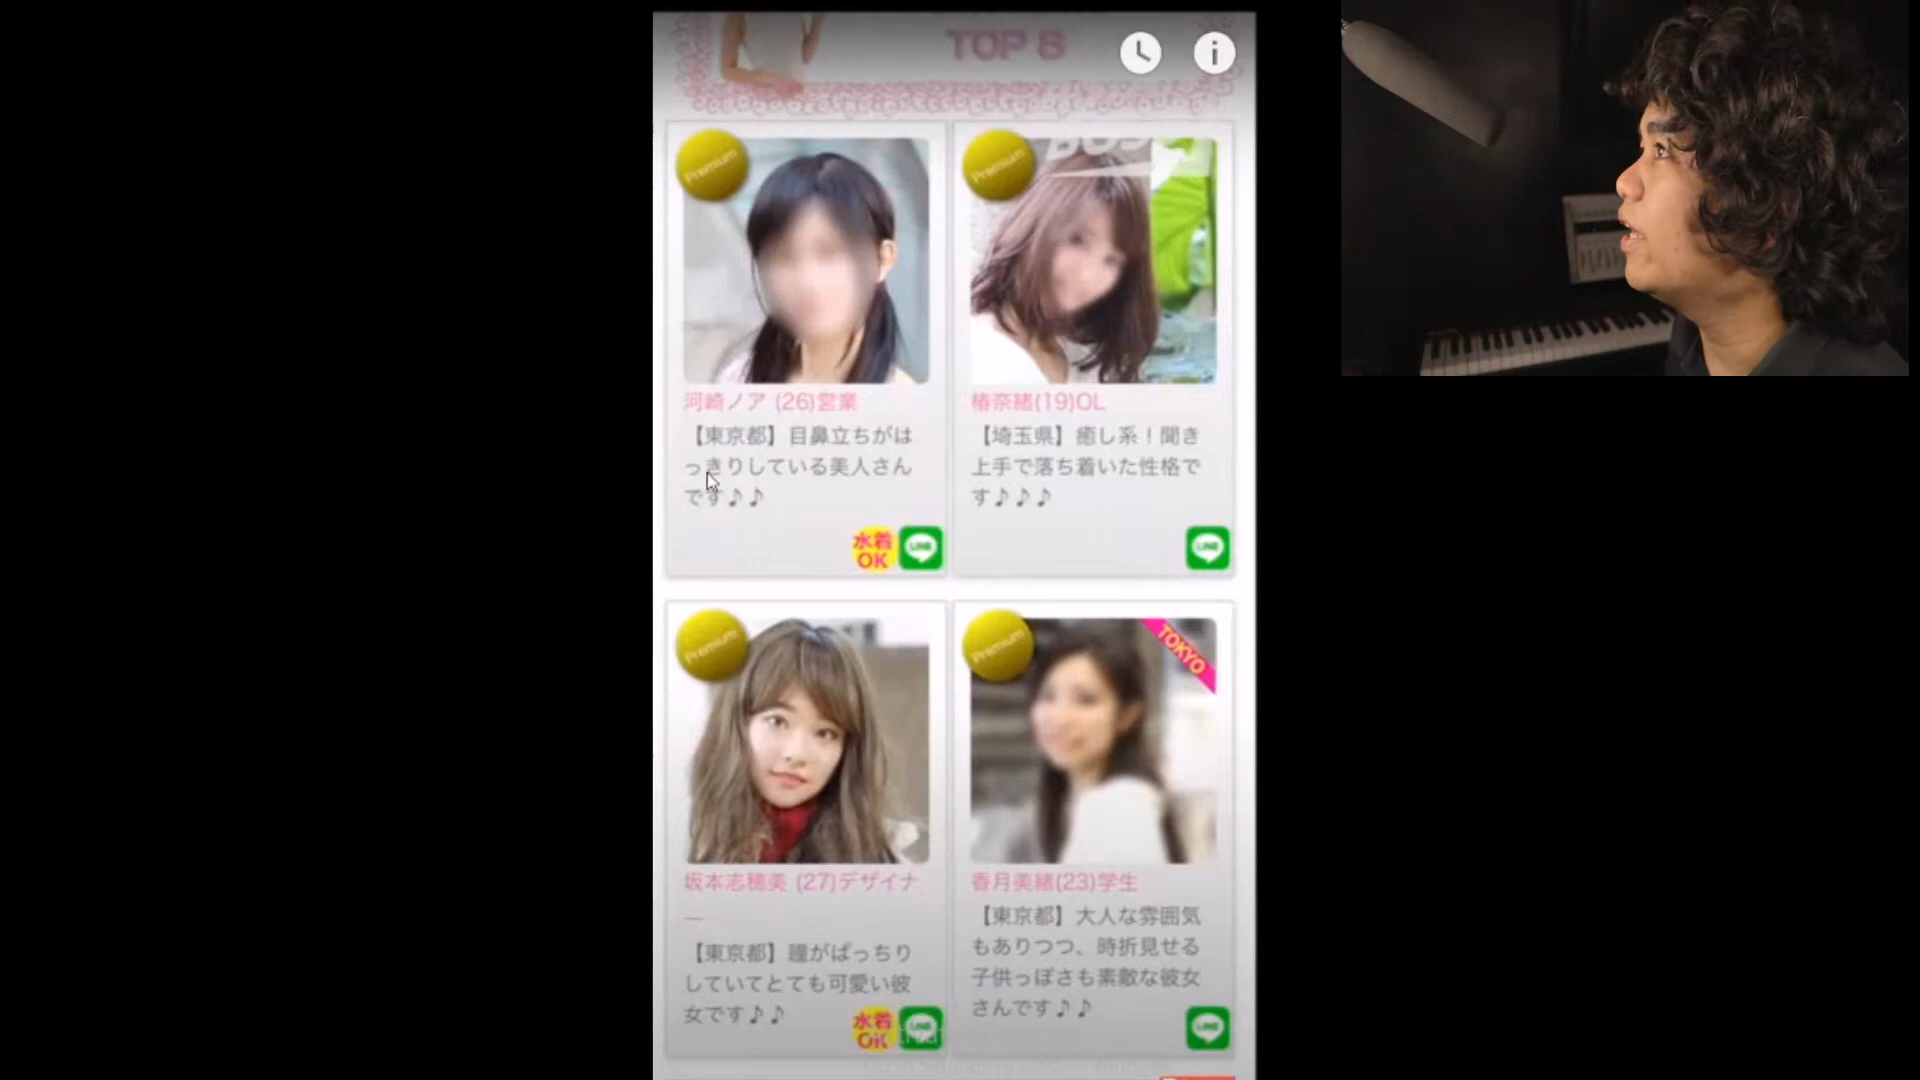 TOP 8
Premium
河崎ノア (26)営業
【東京都】目鼻立ちがは
っきりしている美人さん
です♪♪
水着
OK
LINE
Premium
椿奈緒(19)OL
【埼玉県】癒し系！聞き
上手で落ち着いた性格で
す♪♪♪
LINE
Premium
坂本志穂美 (27)デザイナ
ー
【東京都】瞳がぱっちり
していてとても可愛い彼
女です♪♪
水着
OK
LINE
Premium
TOKYO
香月美緒(23)学生
【東京都】大人な雰囲気
もありつつ、時折見せる
子供っぽさも素敵な彼女
さんです♪♪
LINE